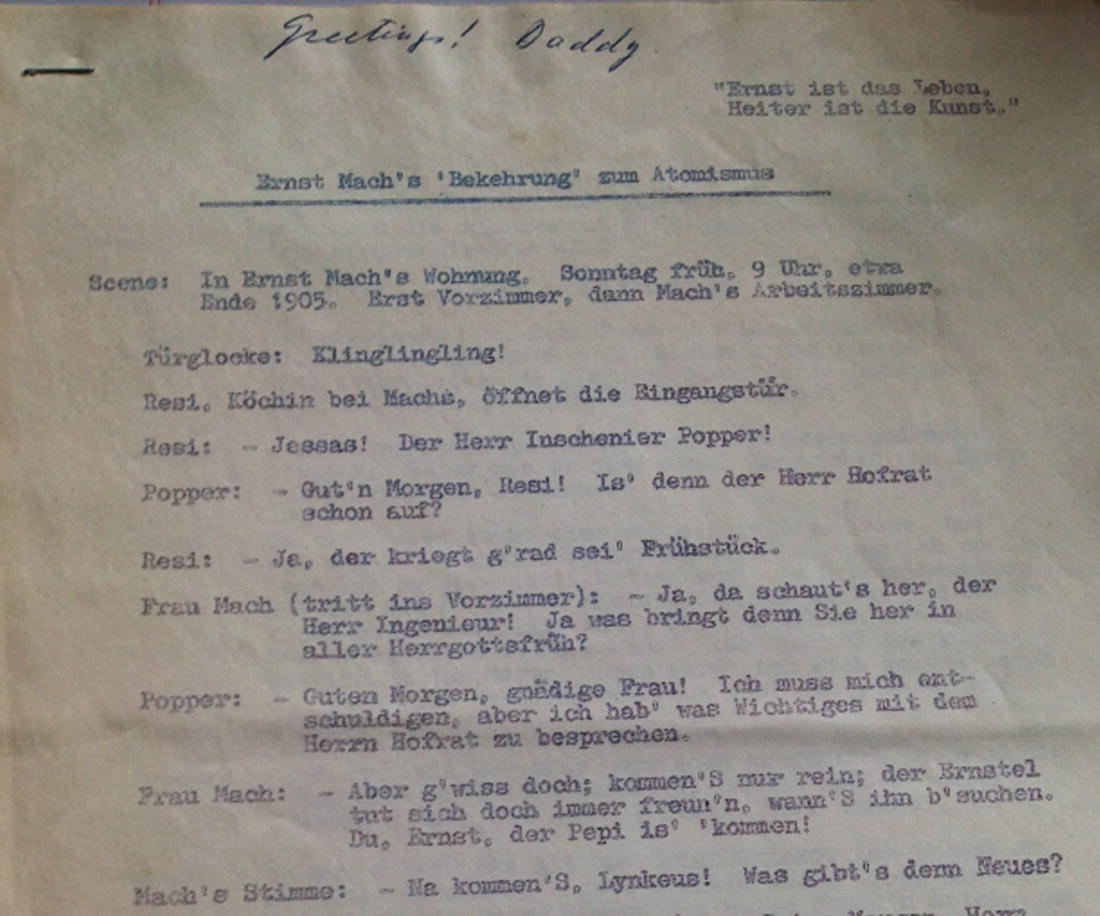 Greetings! Daddy
"Ernst ist das Leben,
Heiter ist die Kunst."
Ernst Mach's 'Bekehrung' zum Atomismus
Scene: In Ernst Mach's Wohnung. Sonntag früh, 9 Uhr, etwa
Ende 1905. Erst Vorzimmer, dann Mach's Arbeitszimmer.
Türglocke: Klinglingling!
Resi, Köchin bei Machs, öffnet die Eingangstür.
Resi: - Jessas! Der Herr Inschenier Popper!
Popper: - Gut'n Morgen, Resi! Is' denn der Herr Hofrat
schon auf?
Resi: - Ja, der kriegt g'rad sei' Frühstück.
Frau Mach (tritt ins Vorzimmer): - Ja, da schaut's her, der
Herr Ingenieur! Ja was bringt denn Sie her in
aller Herrgottsfrüh?
Popper: - Guten Morgen, gnädige Frau! Ich muss mich ent-
schuldigen, aber ich hab' was Wichtiges mit dem
Herrn Hofrat zu besprechen.
Frau Mach: - Aber g'wiss doch; kommen'S nur rein; der Ernstel
tut sich doch immer freun'n, wann'S ihn b'suchen.
Du, Ernst, der Pepi is' 'kommen!
Mach's Stimme: - Na kommen'S, Lynkeus! Was gibt's denn Neues?